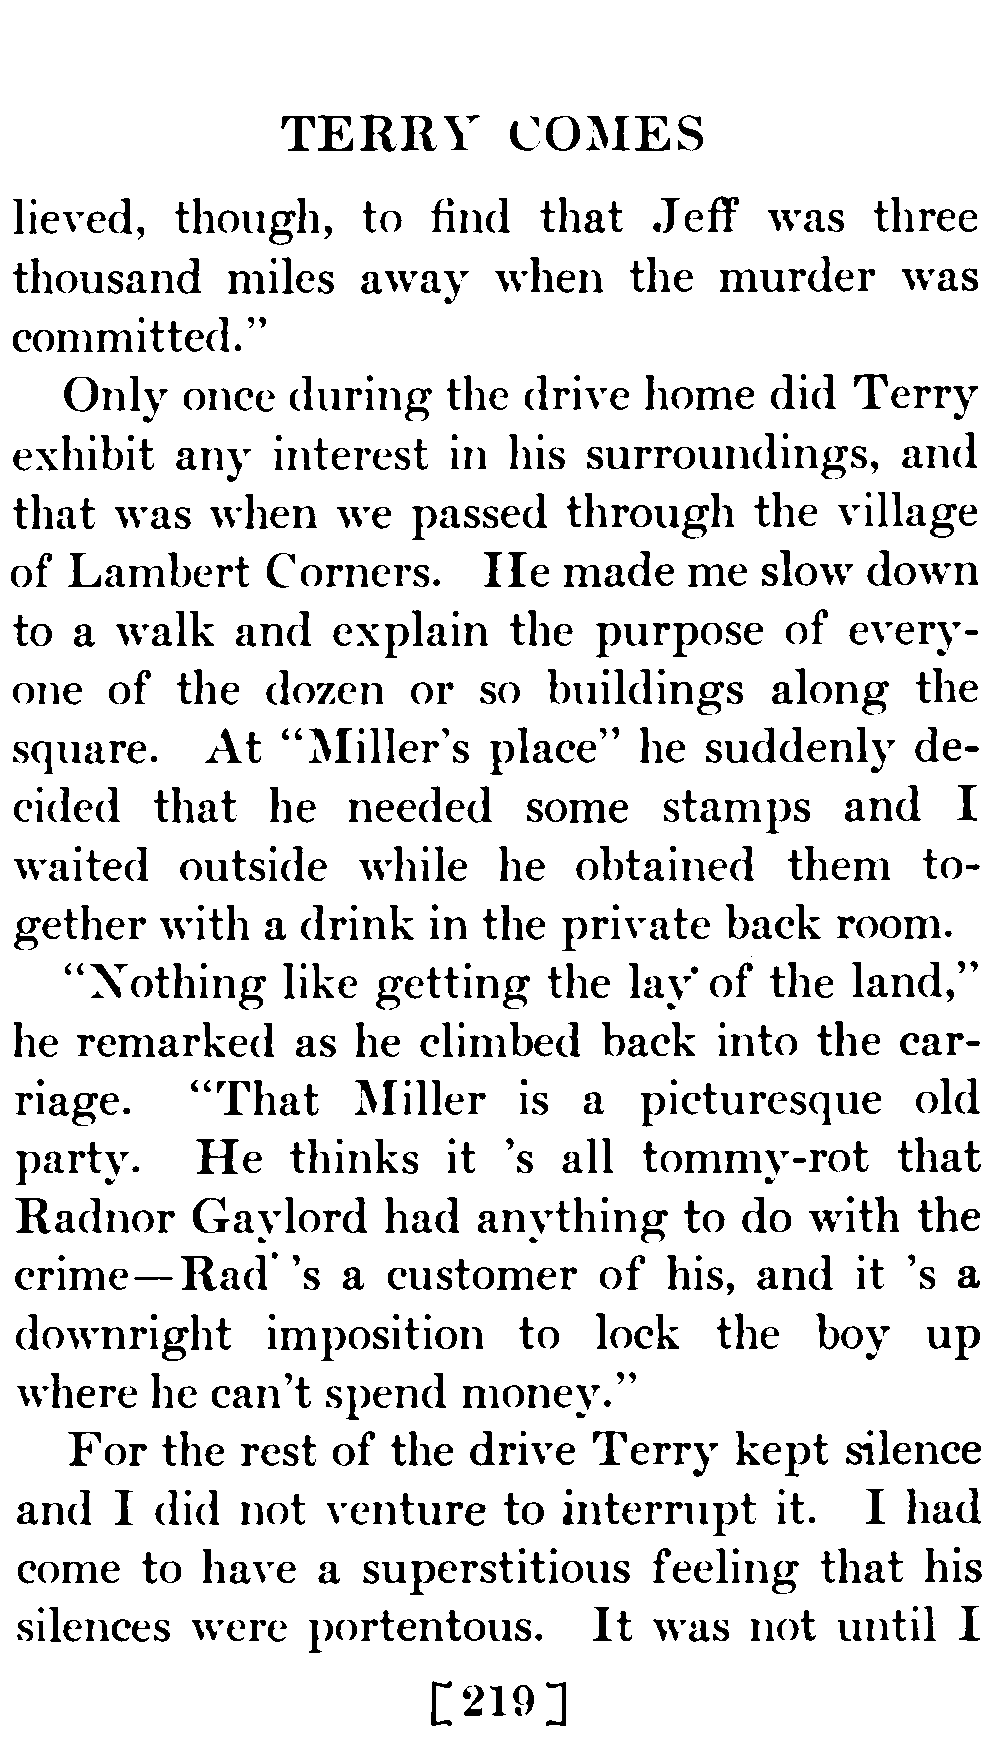 TERRY COMES
lieved, though, to find that Jeff was three
thousand miles away when the murder was
committed."
Only once during the drive home did Terry
exhibit any interest in his surroundings, and
that was when we passed through the village
of Lambert Corners. He made me slow down
to a walk and explain the purpose of every-
one of the dozen or so buildings along the
square. At "Miller's place" he suddenly de-
cided that he needed some stamps and I
waited outside while he obtained them to-
gether with a drink in the private back room.
"Nothing like getting the lay of the land,"
he remarked as he climbed back into the car-
riage. "That Miller is a picturesque old
party. He thinks it 's all tommy-rot that
Radnor Gaylord had anything to do with the
crime—Rad 's a customer of his, and it 's a
downright imposition to lock the boy up
where he can't spend money."
For the rest of the drive Terry kept silence
and I did not venture to interrupt it. I had
come to have a superstitious feeling that his
silences were portentous. It was not until I
[219]